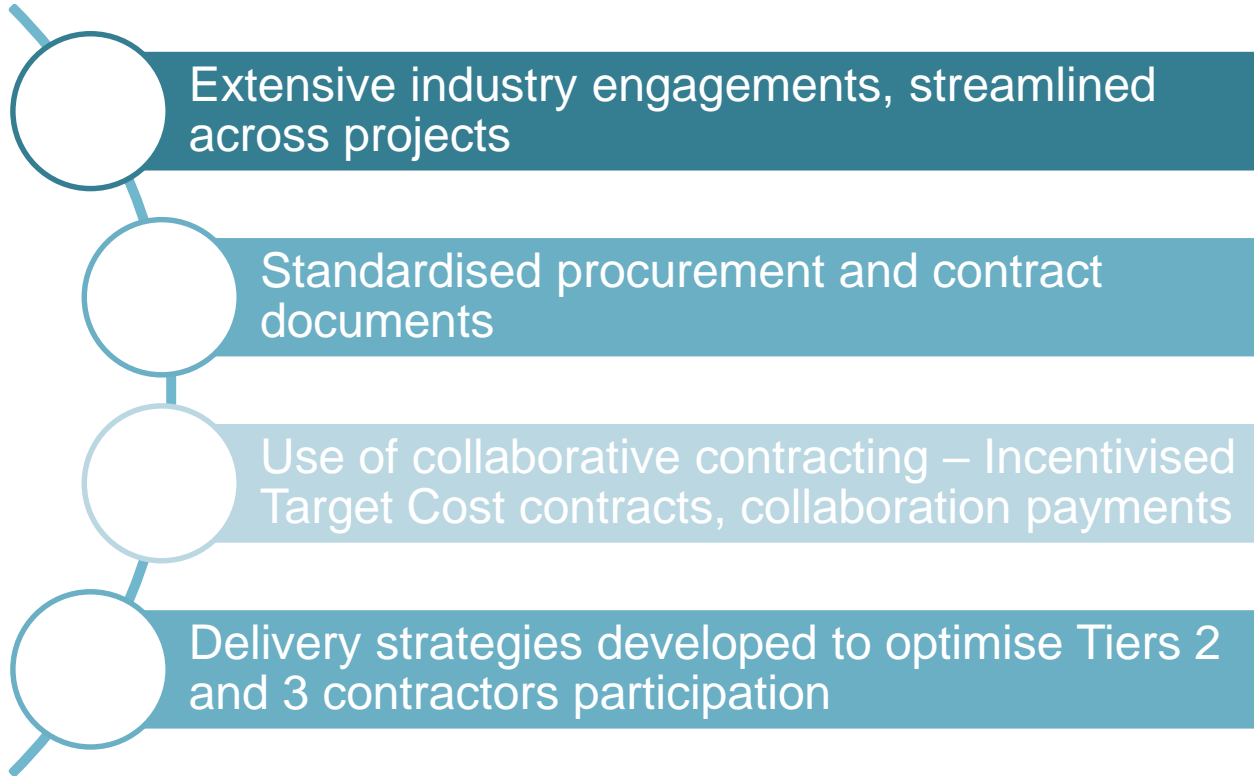 Extensive industry engagements, streamlined
across projects
Standardised procurement and contract
documents
Use of collaborative contracting – Incentivised
Target Cost contracts, collaboration payments
Delivery strategies developed to optimise Tiers 2
and 3 contractors participation